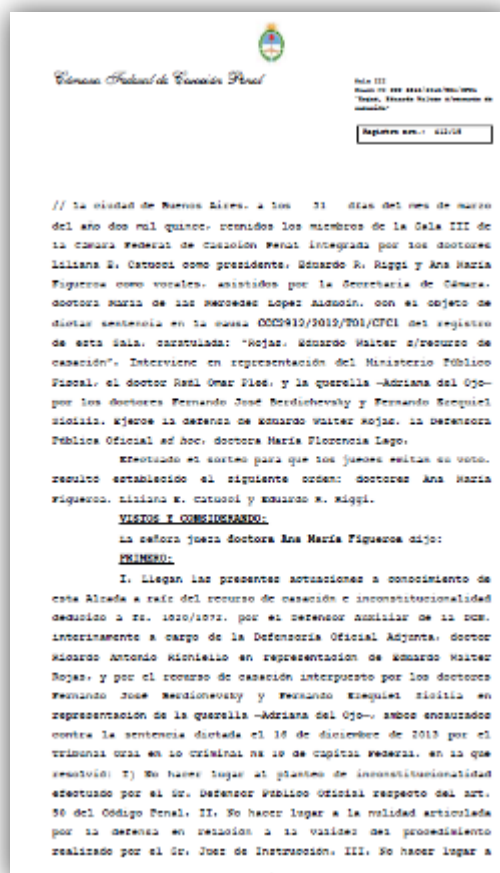 Cámara Federal de Casación Penal
Sala III
"Rojas, Eduardo Walter s/recurso de
casación"
Registro nro.: 412/15
// la ciudad de Buenos Aires, a los 31 días del mes de marzo
del año dos mil quince, reunidos los miembros de la Sala III de
la Cámara Federal de Casación Penal integrada por los doctores
Liliana E. Catucci como presidente, Eduardo R. Riggi y Ana María
Figueroa como vocales, asistidos por la Secretaria de Cámara,
doctora María de las Mercedes López Alduncin, con el objeto de
dictar sentencia en la causa CCC2912/2012/TO1/CFC1 del registro
de esta Sala, caratulada: "Rojas, Eduardo Walter s/recurso de
casación". Interviene en representación del Ministerio Público
Fiscal, el doctor Raúl Omar Pleé, y la querella —Adriana del Ojo—
por los doctores Fernando José Berdichevsky y Fernando Ezequiel
Sicilia. Ejerce la defensa de Eduardo Walter Rojas, la Defensora
Pública Oficial ad hoc, doctora María Florencia Lago.
Efectuado el sorteo para que los jueces emitan su voto,
resultó establecido el siguiente orden: doctores Ana María
Figueroa, Liliana E. Catucci y Eduardo R. Riggi.
VISTOS Y CONSIDERANDO:
La señora jueza doctora Ana María Figueroa dijo:
PRIMERO:
I. Llegan las presentes actuaciones a conocimiento de
esta Alzada a raíz del recurso de casación e inconstitucionalidad
deducido a fs. por el Defensor Auxiliar de la DGN,
interinamente a cargo de la Defensoría Oficial Adjunta, doctor
Ricardo Antonio Richiello en representación de Eduardo Walter
Rojas, y por el recurso de casación interpuesto por los doctores
Fernando José Berdichevsky y Fernando Ezequiel Sicilia en
representación de la querella —Adriana del Ojo—, ambos encauzados
contra la sentencia dictada el 16 de diciembre de 2013 por el
Tribunal Oral en lo Criminal nº 10 de Capital Federal, en la que
resolvió: I) No hacer lugar al planteo de inconstitucionalidad
efectuado por el Sr. Defensor Público Oficial respecto del art.
50 del Código Penal, II. No hacer lugar a la nulidad articulada
por la defensa en relación a la validez del procedimiento
realizado por el Sr. Juez de Instrucción, III. No hacer lugar a